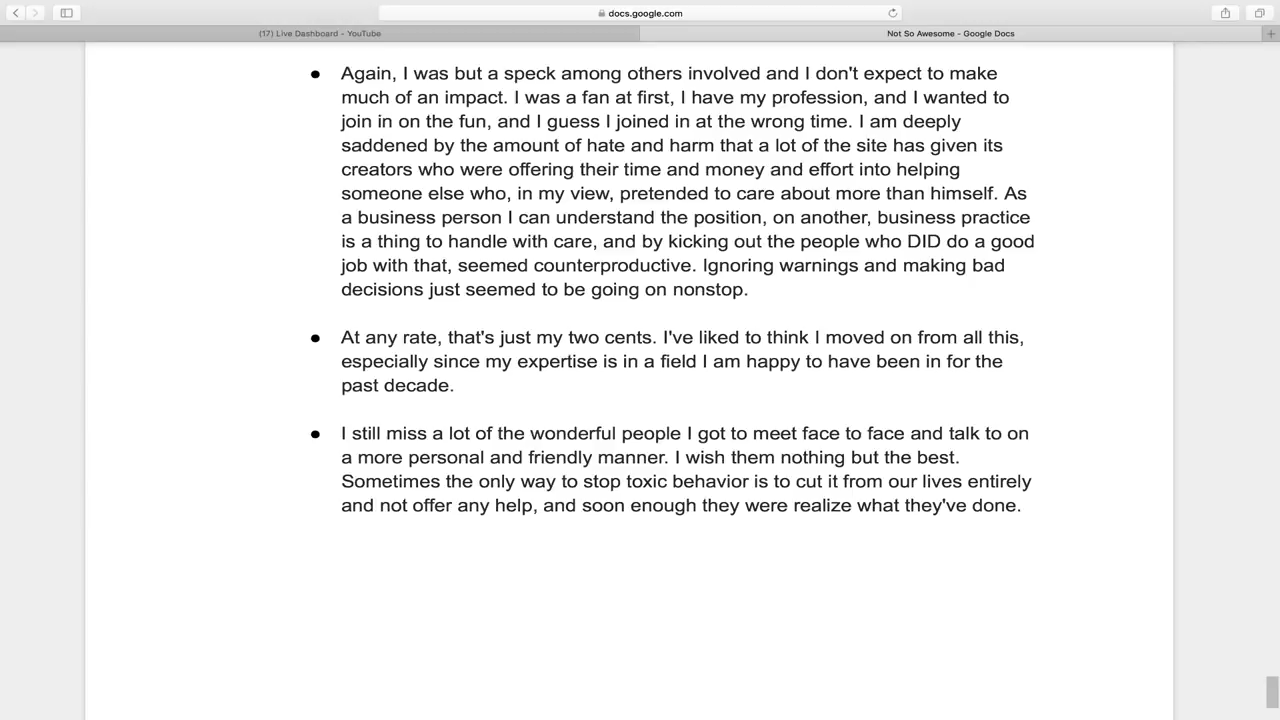 docs.google.com
(17) Live Dashboard - YouTube
Not So Awesome - Google Docs
● Again, I was but a speck among others involved and I don't expect to make
much of an impact. I was a fan at first, I have my profession, and I wanted to
join in on the fun, and I guess I joined in at the wrong time. I am deeply
saddened by the amount of hate and harm that a lot of the site has given its
creators who were offering their time and money and effort into helping
someone else who, in my view, pretended to care about more than himself. As
a business person I can understand the position, on another, business practice
is a thing to handle with care, and by kicking out the people who DID do a good
job with that, seemed counterproductive. Ignoring warnings and making bad
decisions just seemed to be going on nonstop.
● At any rate, that's just my two cents. I've liked to think I moved on from all this,
especially since my expertise is in a field I am happy to have been in for the
past decade.
● I still miss a lot of the wonderful people I got to meet face to face and talk to on
a more personal and friendly manner. I wish them nothing but the best.
Sometimes the only way to stop toxic behavior is to cut it from our lives entirely
and not offer any help, and soon enough they were realize what they've done.